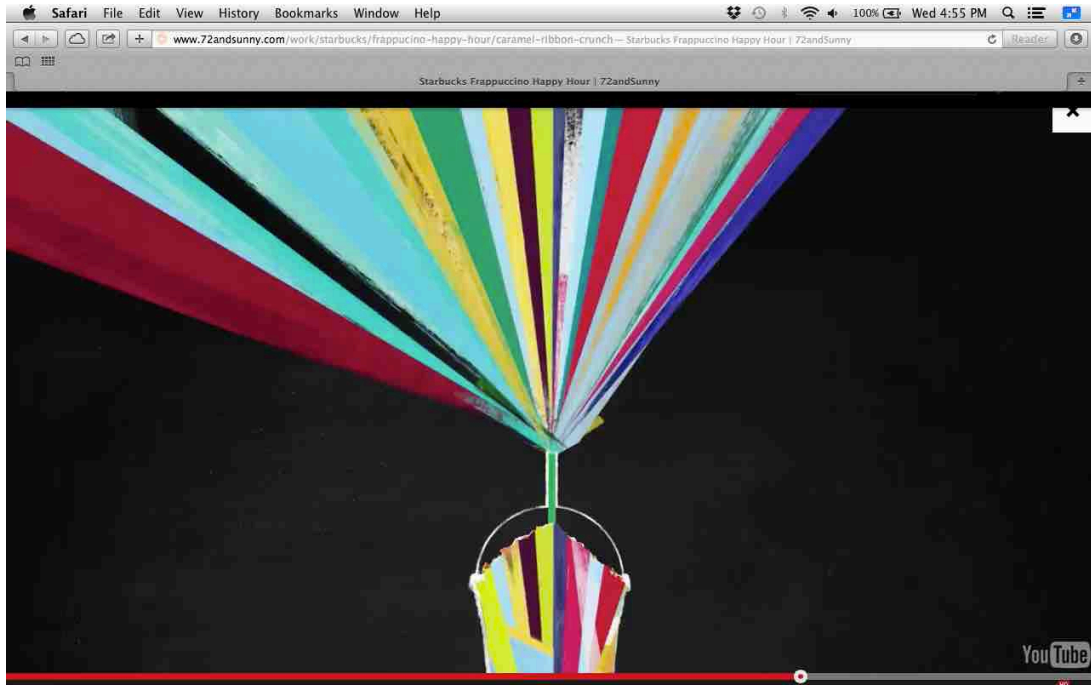 Safari File Edit View History Bookmarks Window Help 100% Wed 4:55 PM
www.72andsunny.com/work/starbucks/frappucino-happy-hour/caramel-ribbon-crunch — Starbucks Frappuccino Happy Hour | 72andSunny Reader
Starbucks Frappuccino Happy Hour | 72andSunny
YouTube